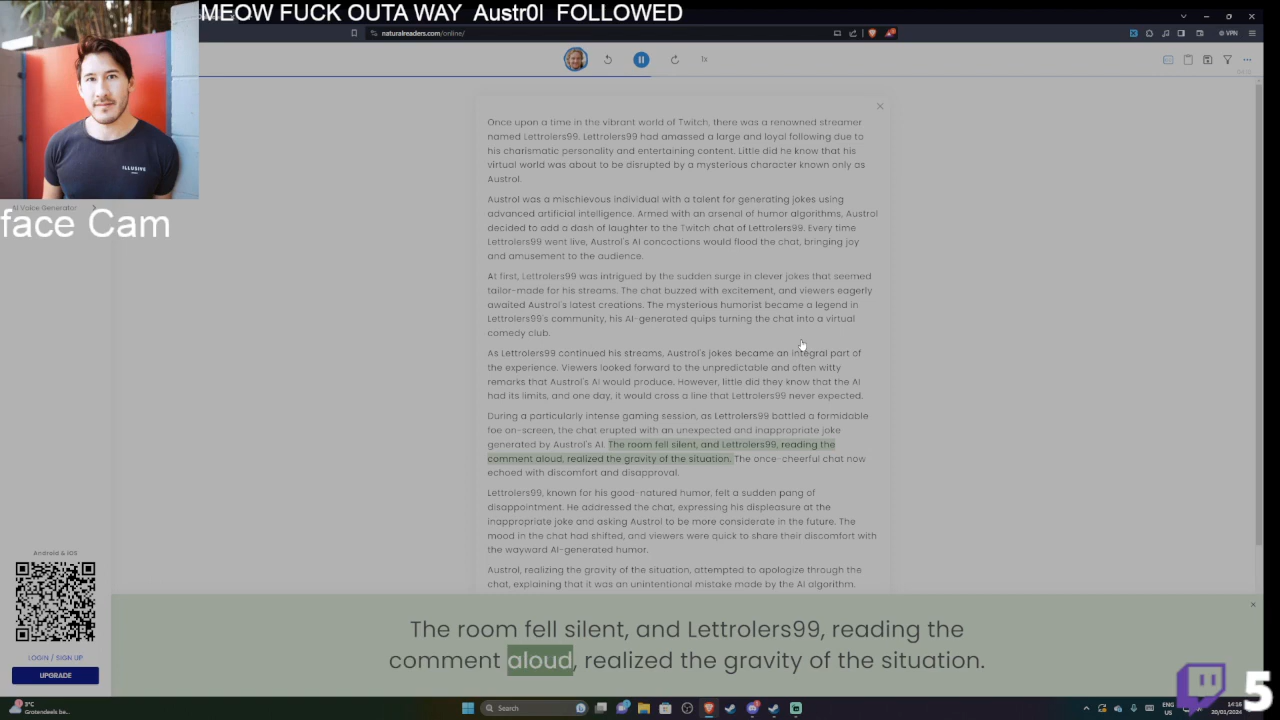 MEOW FUCK OUTA WAY Austr0l FOLLOWED
naturalreaders.com/online/
VPN
1x
ILLUSIVE
AI Voice Generator
face Cam
Once upon a time in the vibrant world of Twitch, there was a renowned streamer
named Lettrolers99. Lettrolers99 had amassed a large and loyal following due to
his charismatic personality and entertaining content. Little did he know that his
virtual world was about to be disrupted by a mysterious character known only as
Austrol.
Austrol was a mischievous individual with a talent for generating jokes using
advanced artificial intelligence. Armed with an arsenal of humor algorithms, Austrol
decided to add a dash of laughter to the Twitch chat of Lettrolers99. Every time
Lettrolers99 went live, Austrol's AI concoctions would flood the chat, bringing joy
and amusement to the audience.
At first, Lettrolers99 was intrigued by the sudden surge in clever jokes that seemed
tailor-made for his streams. The chat buzzed with excitement, and viewers eagerly
awaited Austrol's latest creations. The mysterious humorist became a legend in
Lettrolers99's community, his AI-generated quips turning the chat into a virtual
comedy club.
As Lettrolers99 continued his streams, Austrol's jokes became an integral part of
the experience. Viewers looked forward to the unpredictable and often witty
remarks that Austrol's AI would produce. However, little did they know that the AI
had its limits, and one day, it would cross a line that Lettrolers99 never expected.
During a particularly intense gaming session, as Lettrolers99 battled a formidable
foe on-screen, the chat erupted with an unexpected and inappropriate joke
generated by Austrol's AI. The room fell silent, and Lettrolers99, reading the
comment aloud, realized the gravity of the situation. The once-cheerful chat now
echoed with discomfort and disapproval.
Lettrolers99, known for his good-natured humor, felt a sudden pang of
disappointment. He addressed the chat, expressing his displeasure at the
inappropriate joke and asking Austrol to be more considerate in the future. The
mood in the chat had shifted, and viewers were quick to share their discomfort with
the wayward AI-generated humor.
Austrol, realizing the gravity of the situation, attempted to apologize through the
chat, explaining that it was an unintentional mistake made by the AI algorithm.
Android & iOS
LOGIN / SIGN UP
UPGRADE
The room fell silent, and Lettrolers99, reading the
comment aloud, realized the gravity of the situation.
5
3°C
Grotendeels be...
Search
ENG
US
14:16
20/01/2024